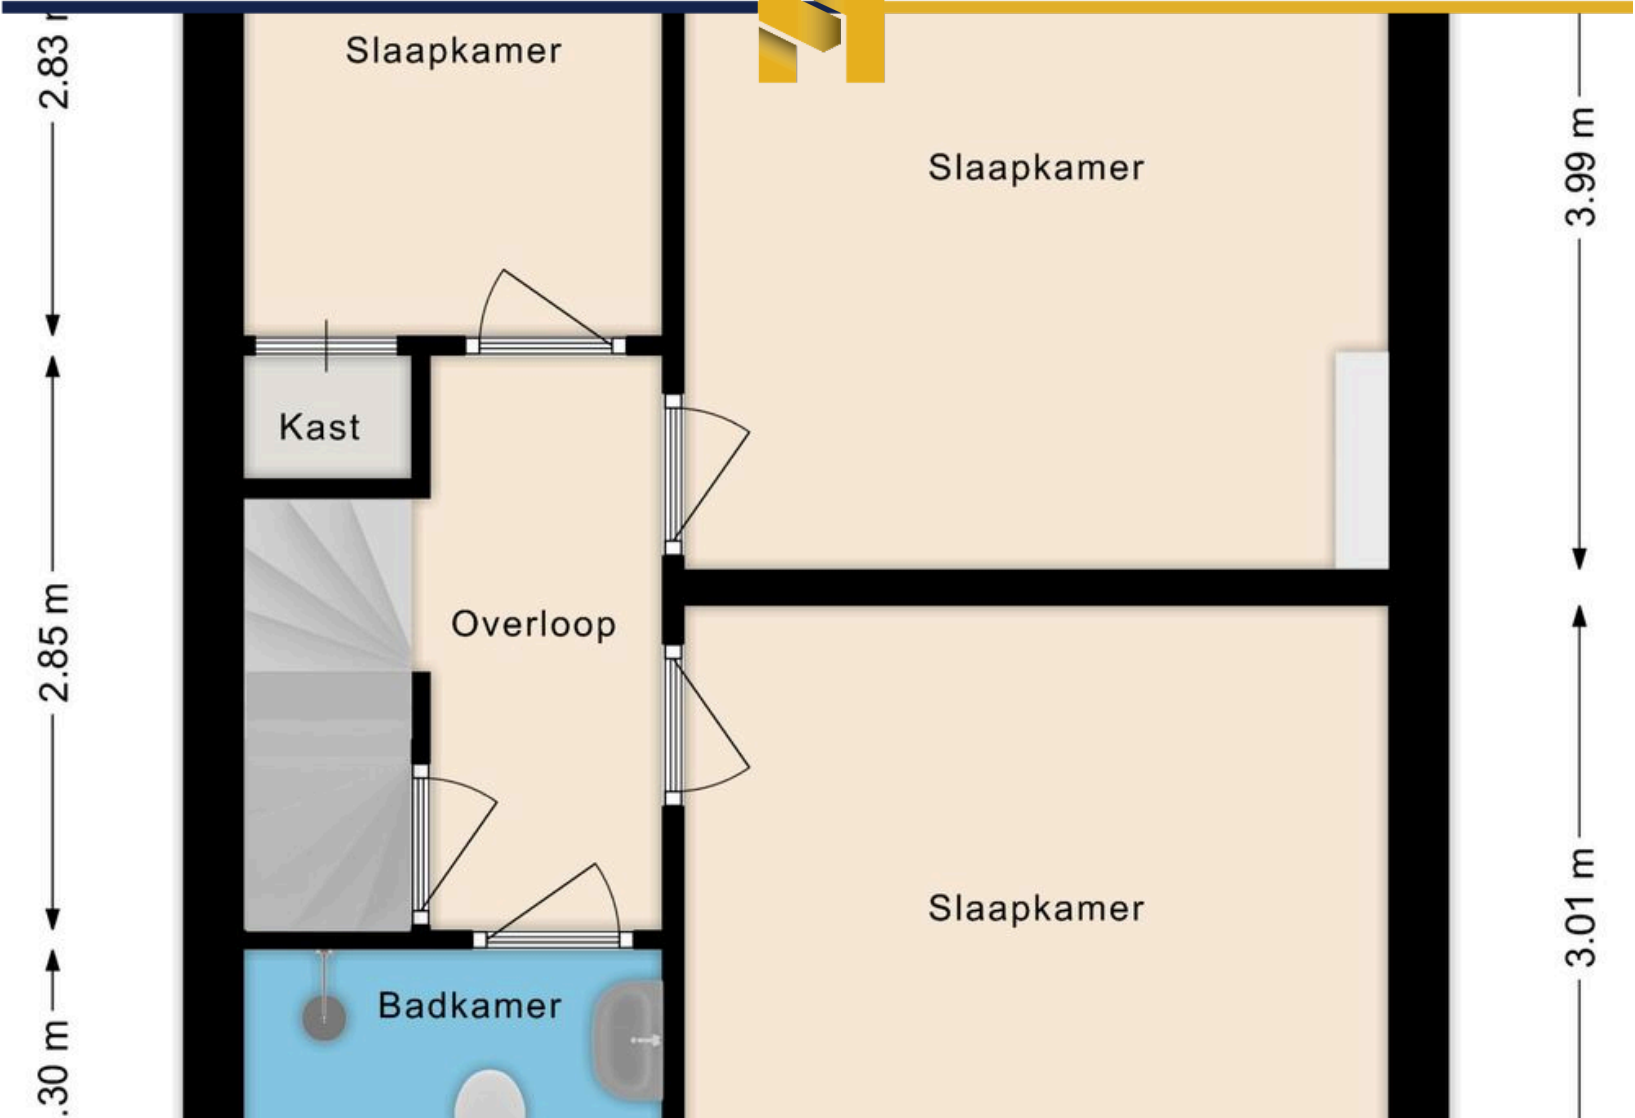 2.83
Slaapkamer
Slaapkamer
3.99 m
Kast
Overloop
2.85 m
Slaapkamer
3.01 m
Badkamer
.30 m